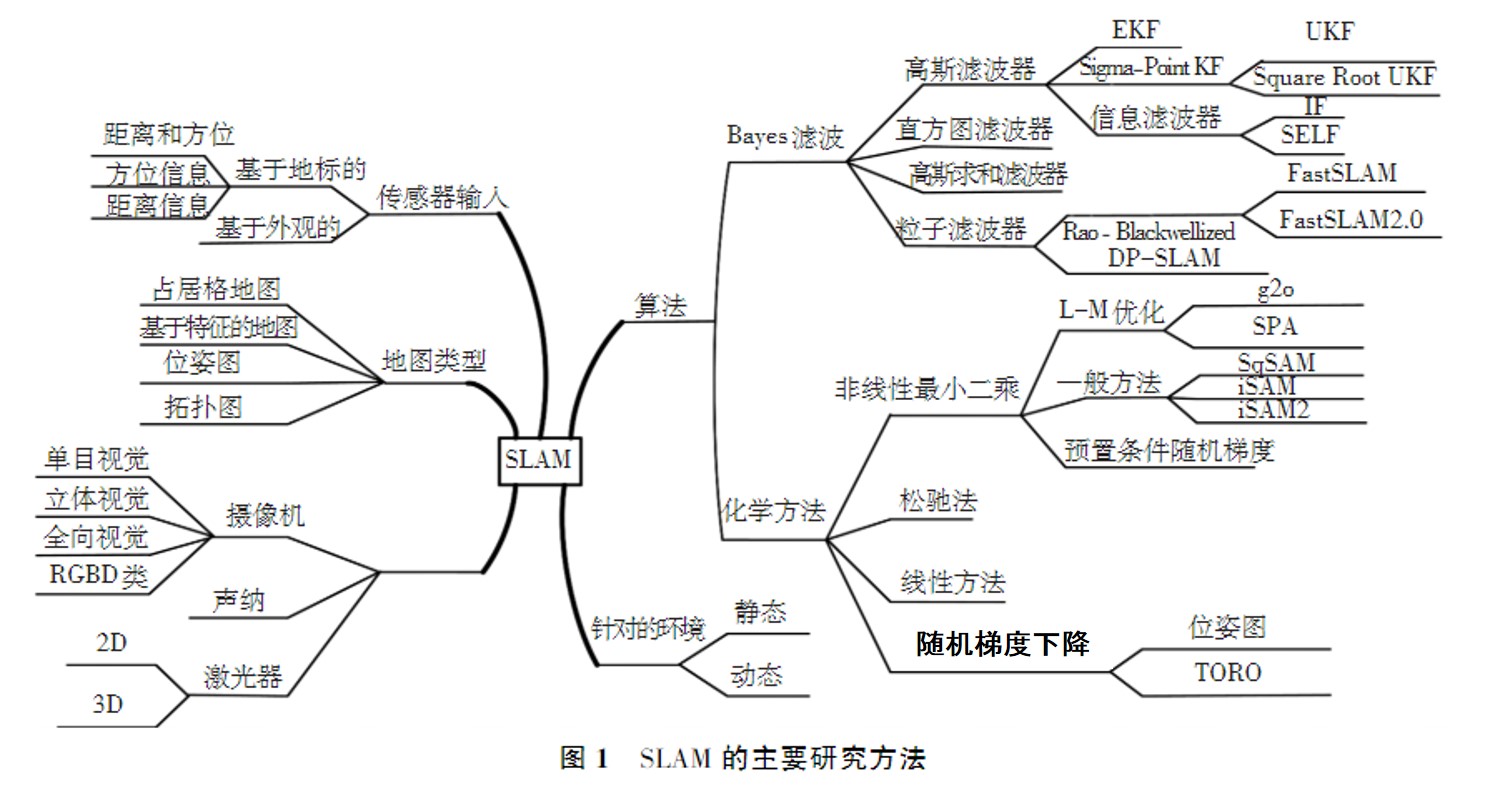 距离和方位
方位信息
距离信息
基于地标的
基于外观的
传感器输入
占居格地图
基于特征的地图
位姿图
拓扑图
地图类型
单目视觉
立体视觉
全向视觉
RGBD类
摄像机
声纳
2D
3D
激光器
SLAM
算法
Bayes滤波
高斯滤波器
EKF
Sigma-Point KF
UKF
Square Root UKF
信息滤波器
IF
SELF
直方图滤波器
高斯求和滤波器
粒子滤波器
Rao-Blackwellized
FastSLAM
FastSLAM2.0
DP-SLAM
化学方法
非线性最小二乘
L-M优化
g2o
SPA
一般方法
SqSAM
iSAM
iSAM2
预置条件随机梯度
松驰法
线性方法
随机梯度下降
位姿图
TORO
针对的环境
静态
动态
图1 SLAM的主要研究方法